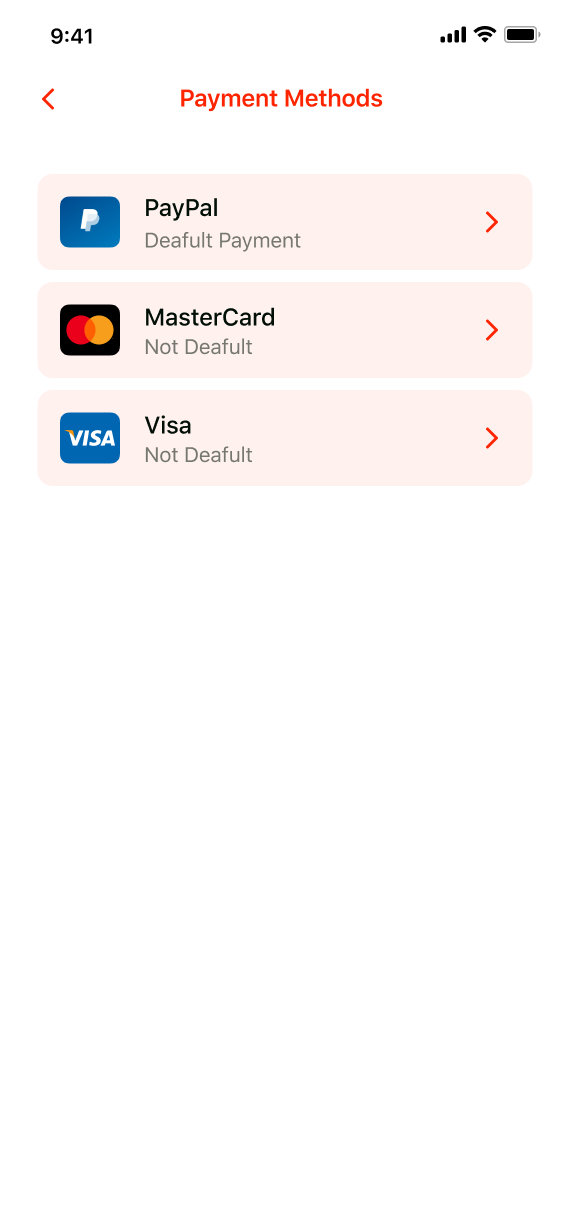 9:41
Payment Methods
PayPal
Deafult Payment
MasterCard
Not Deafult
VISA
Visa
Not Deafult